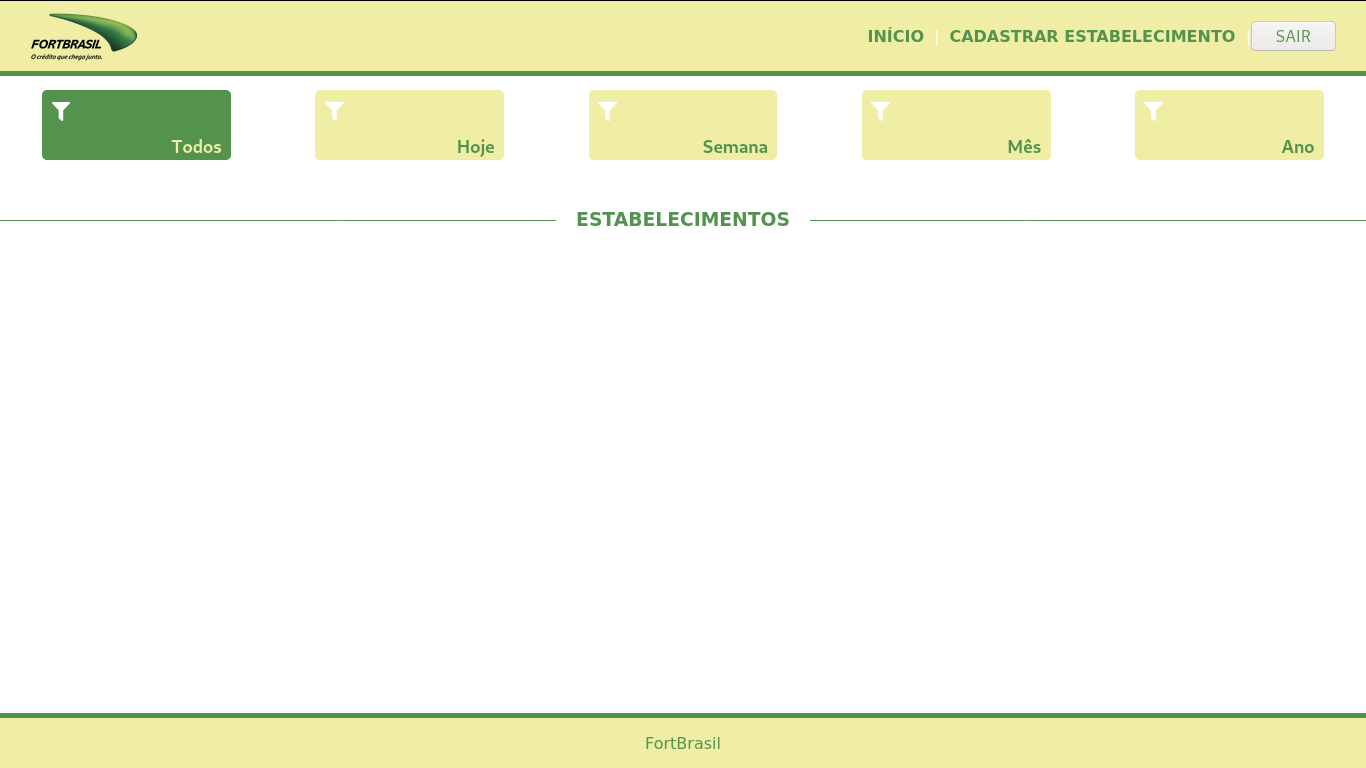 FORTBRASIL
O crédito que chega junto.
INÍCIO | CADASTRAR ESTABELECIMENTO | SAIR
Todos
Hoje
Semana
Mês
Ano
ESTABELECIMENTOS
FortBrasil